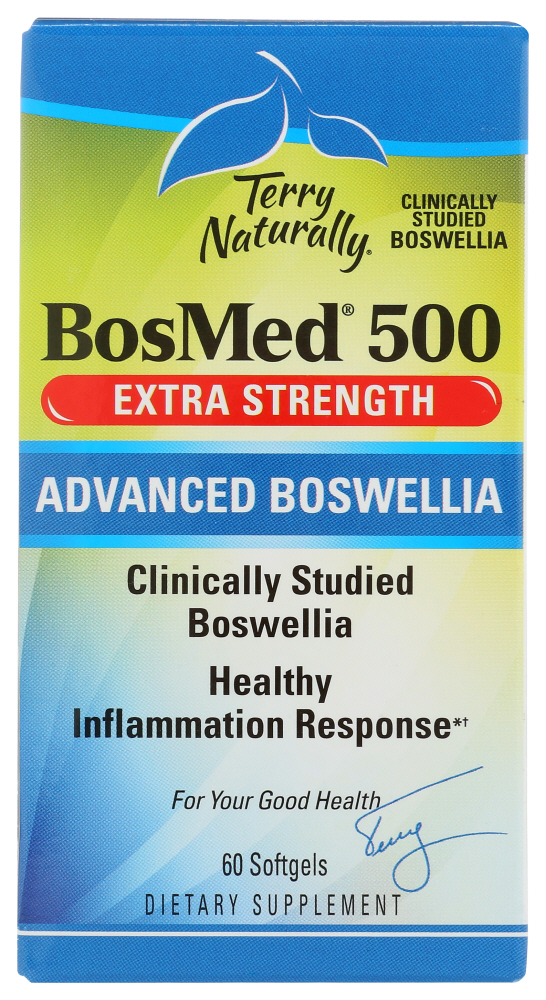 Terry
Naturally®
CLINICALLY
STUDIED
BOSWELLIA
BosMed® 500
EXTRA STRENGTH
ADVANCED BOSWELLIA
Clinically Studied
Boswellia
Healthy
Inflammation Response*†
For Your Good Health
Terry
60 Softgels
DIETARY SUPPLEMENT